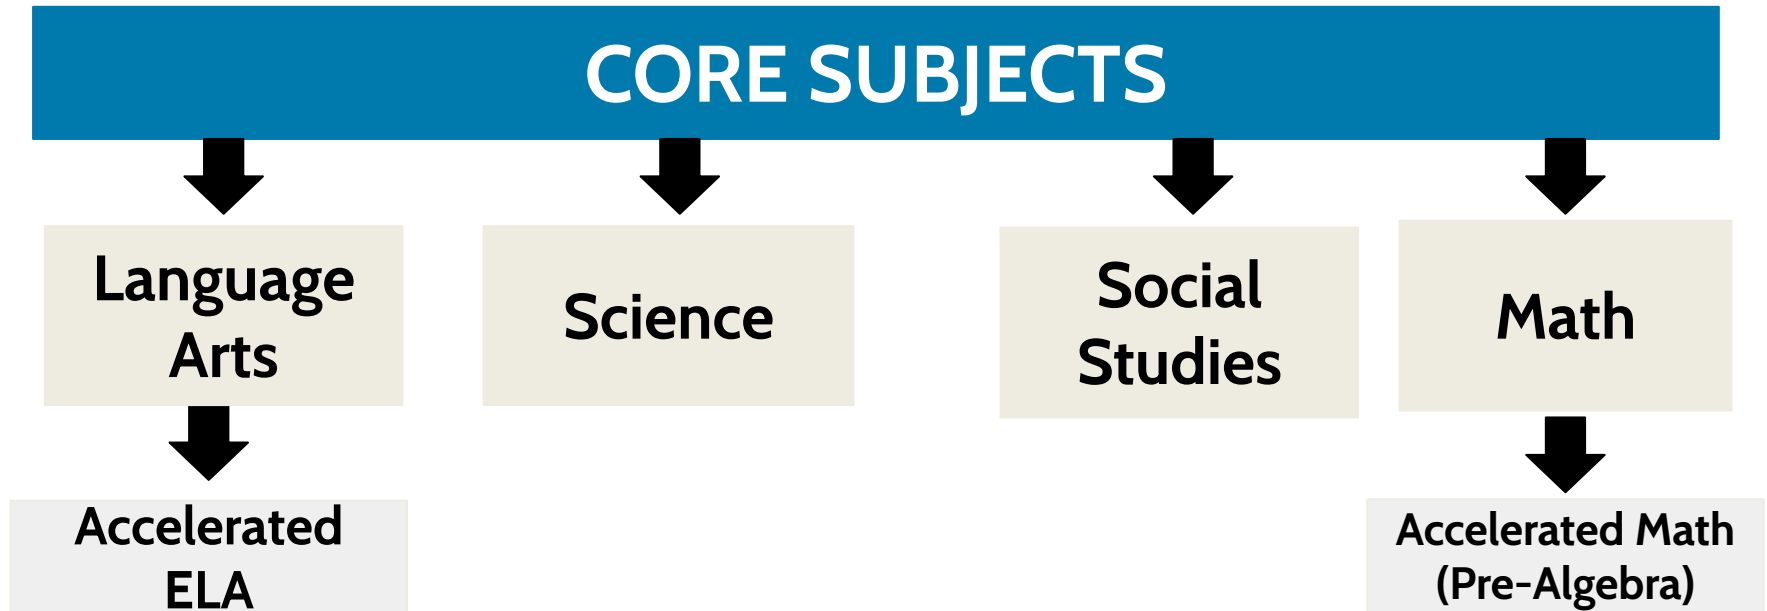 CORE SUBJECTS
Language
Arts
Science
Social
Studies
Math
Accelerated
ELA
Accelerated Math
(Pre-Algebra)